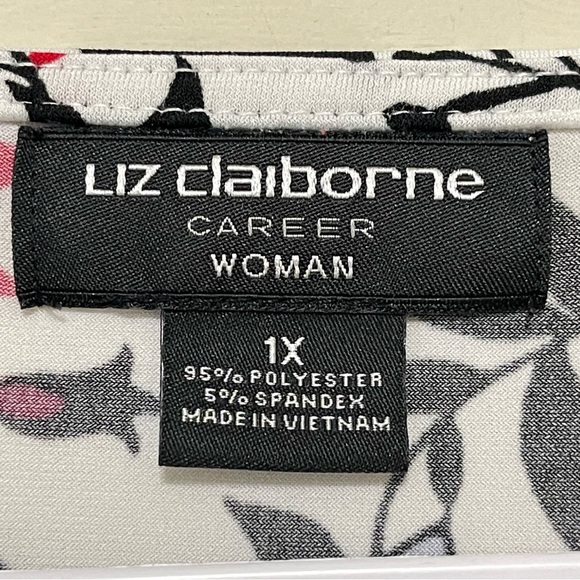 Liz claiborne
CAREER
WOMAN
1X
95% POLYESTER
5% SPANDEX
MADE IN VIETNAM